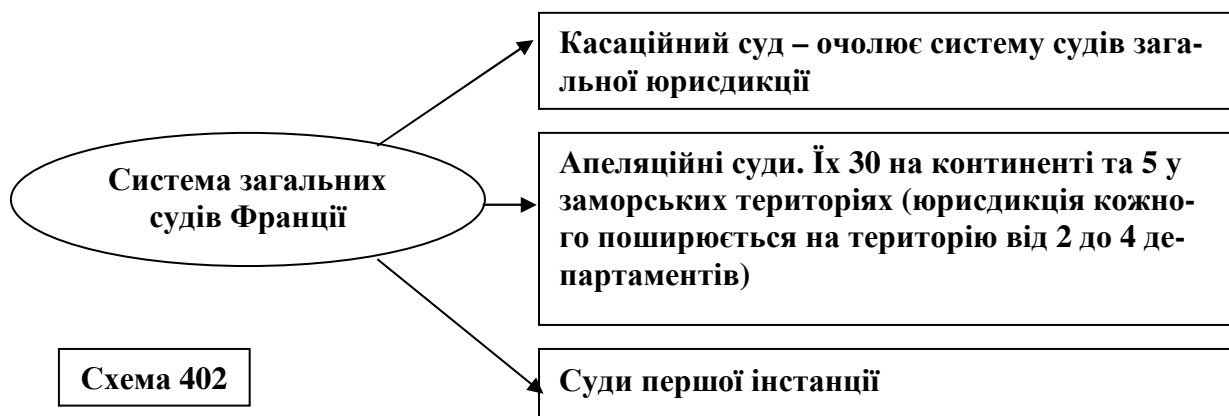 Касаційний суд – очолює систему судів зага-
льної юрисдикції
Система загальних
судів Франції
Апеляційні суди. Їх 30 на континенті та 5 у
заморських територіях (юрисдикція кожно-
го поширюється на територію від 2 до 4 де-
партаментів)
Схема 402
Суди першої інстанції